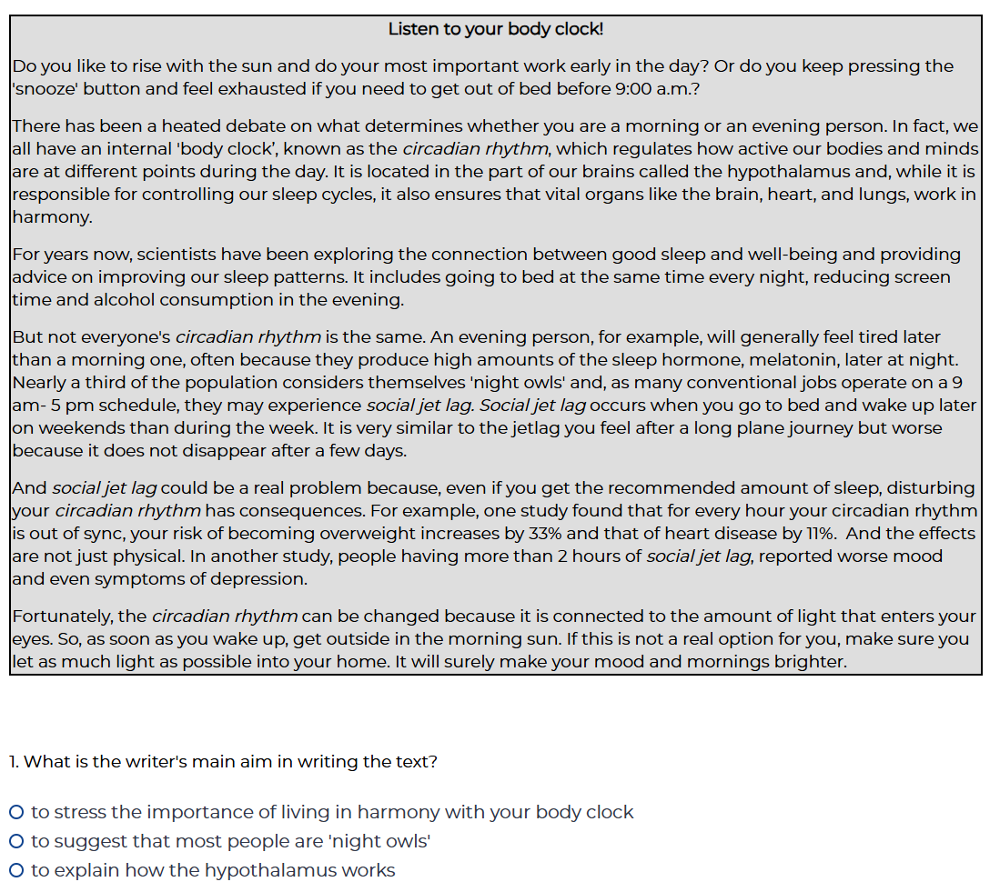 Listen to your body clock!
Do you like to rise with the sun and do your most important work early in the day? Or do you keep pressing the
'snooze' button and feel exhausted if you need to get out of bed before 9:00 a.m.?
There has been a heated debate on what determines whether you are a morning or an evening person. In fact, we
all have an internal 'body clock’, known as the circadian rhythm, which regulates how active our bodies and minds
are at different points during the day. It is located in the part of our brains called the hypothalamus and, while it is
responsible for controlling our sleep cycles, it also ensures that vital organs like the brain, heart, and lungs, work in
harmony.
For years now, scientists have been exploring the connection between good sleep and well-being and providing
advice on improving our sleep patterns. It includes going to bed at the same time every night, reducing screen
time and alcohol consumption in the evening.
But not everyone's circadian rhythm is the same. An evening person, for example, will generally feel tired later
than a morning one, often because they produce high amounts of the sleep hormone, melatonin, later at night.
Nearly a third of the population considers themselves 'night owls' and, as many conventional jobs operate on a 9
am- 5 pm schedule, they may experience social jet lag. Social jet lag occurs when you go to bed and wake up later
on weekends than during the week. It is very similar to the jetlag you feel after a long plane journey but worse
because it does not disappear after a few days.
And social jet lag could be a real problem because, even if you get the recommended amount of sleep, disturbing
your circadian rhythm has consequences. For example, one study found that for every hour your circadian rhythm
is out of sync, your risk of becoming overweight increases by 33% and that of heart disease by 11%.  And the effects
are not just physical. In another study, people having more than 2 hours of social jet lag, reported worse mood
and even symptoms of depression.
Fortunately, the circadian rhythm can be changed because it is connected to the amount of light that enters your
eyes. So, as soon as you wake up, get outside in the morning sun. If this is not a real option for you, make sure you
let as much light as possible into your home. It will surely make your mood and mornings brighter.
1. What is the writer's main aim in writing the text?
to stress the importance of living in harmony with your body clock
to suggest that most people are 'night owls'
to explain how the hypothalamus works